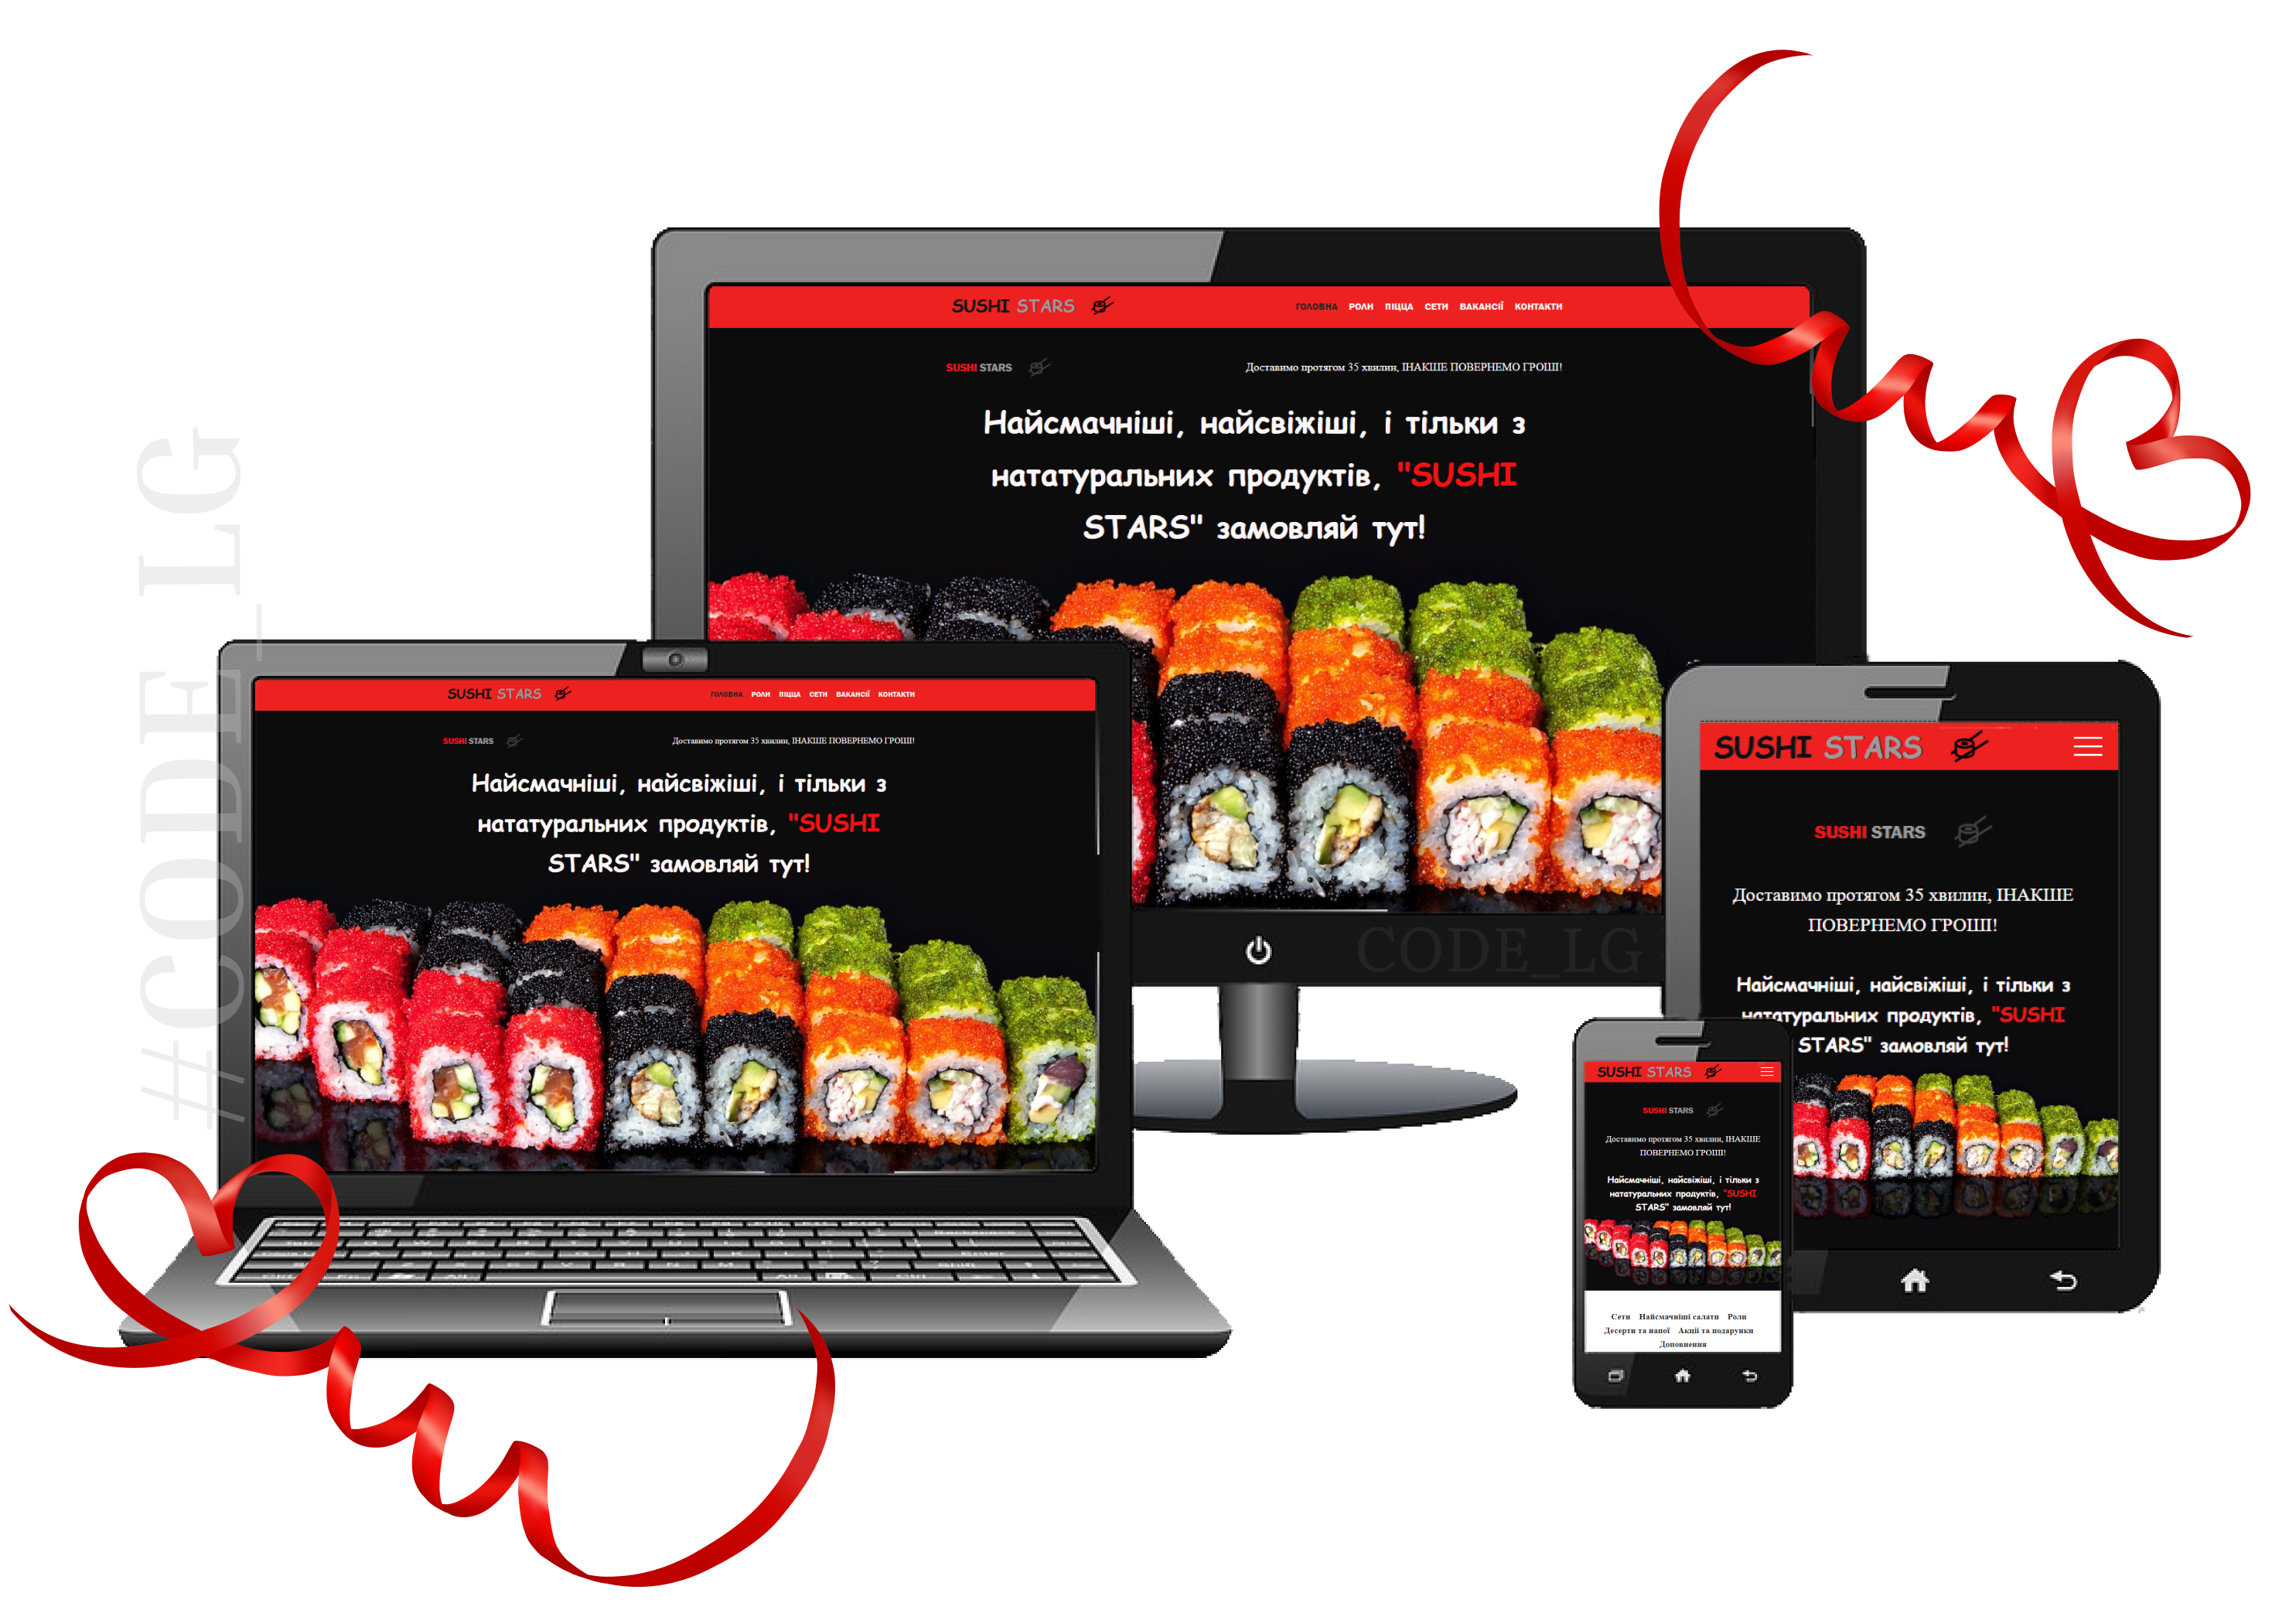 SUSHI STARS
ГОЛОВНА РОЛИ ПІЦЦА СЕТИ ВАКАНСІЇ КОНТАКТИ
SUSHI STARS
Доставимо протягом 35 хвилин, ІНАКШЕ ПОВЕРНЕМО ГРОШІ!
Найсмачніші, найсвіжіші, і тільки з
нататуральних продуктів, "SUSHI
STARS" замовляй тут!
CODE_LG
#CODE_LG
SUSHI STARS
ГОЛОВНА РОЛИ ПІЦЦА СЕТИ ВАКАНСІЇ КОНТАКТИ
SUSHI STARS
Доставимо протягом 35 хвилин, ІНАКШЕ ПОВЕРНЕМО ГРОШІ!
Найсмачніші, найсвіжіші, і тільки з
нататуральних продуктів, "SUSHI
STARS" замовляй тут!
SUSHI STARS
SUSHI STARS
Доставимо протягом 35 хвилин, ІНАКШЕ
ПОВЕРНЕМО ГРОШІ!
Найсмачніші, найсвіжіші, і тільки з
нататуральних продуктів, "SUSHI
STARS" замовляй тут!
SUSHI STARS
SUSHI STARS
Доставимо протягом 35 хвилин, ІНАКШЕ
ПОВЕРНЕМО ГРОШІ!
Найсмачніші, найсвіжіші, і тільки з
нататуральних продуктів, "SUSHI
STARS" замовляй тут!
Сети Найсмачніші салати Роли
Десерти та напої Акції та подарунки
Доповнення